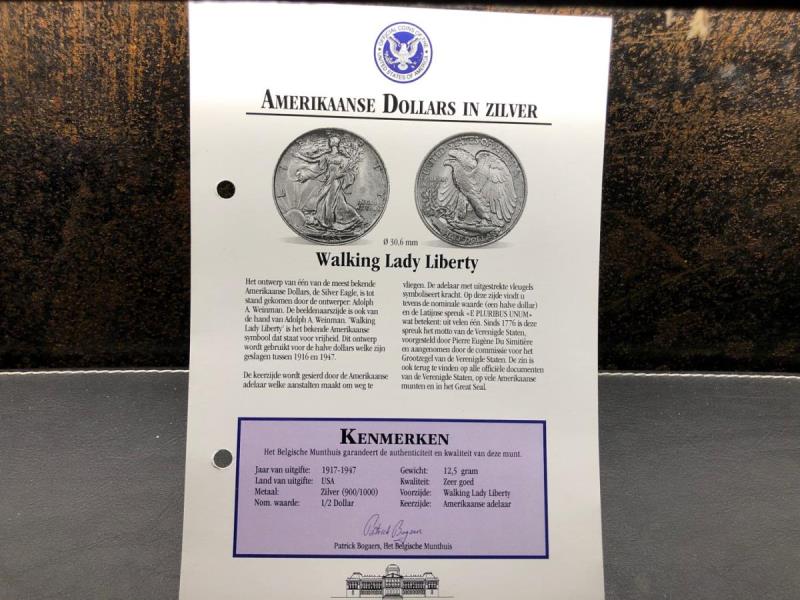 OFFICIAL COINS OF THE
UNITED STATES OF AMERICA
AMERIKAANSE DOLLARS IN ZILVER
Ø 30,6 mm
Walking Lady Liberty
Het ontwerp van één van de meest bekende
Amerikaanse Dollars, de Silver Eagle, is tot
stand gekomen door de ontwerper: Adolph
A. Weinman. De beeldenaarszijde is ook van
de hand van Adolph A. Weinman. 'Walking
Lady Liberty' is het bekende Amerikaanse
symbool dat staat voor vrijheid. Dit ontwerp
wordt gebruikt voor de halve dollars welke zijn
geslagen tussen 1916 en 1947.
De keerzijde wordt gesierd door de Amerikaanse
adelaar welke aanstalten maakt om weg te
vliegen. De adelaar met uitgestrekte vleugels
symboliseert kracht. Op deze zijde vindt u
tevens de nominale waarde (een halve dollar)
en de Latijnse spreuk «E PLURIBUS UNUM»
wat betekent: uit velen één. Sinds 1776 is deze
spreuk het motto van de Verenigde Staten,
voorgesteld door Pierre Eugène Du Simitière
en aangenomen door de commissie voor het
Grootzegel van de Verenigde Staten. De zin is
ook terug te vinden op alle officiële documenten
van de Verenigde Staten, op vele Amerikaanse
munten en in het Great Seal.
KENMERKEN
Het Belgische Munthuis garandeert de authenticiteit en kwaliteit van deze munt.
Jaar van uitgifte: 1917-1947
Land van uitgifte: USA
Metaal: Zilver (900/1000)
Nom. waarde: 1/2 Dollar
Gewicht: 12,5 gram
Kwaliteit: Zeer goed
Voorzijde: Walking Lady Liberty
Keerzijde: Amerikaanse adelaar
Patrick Bogaers
Patrick Bogaers, Het Belgische Munthuis